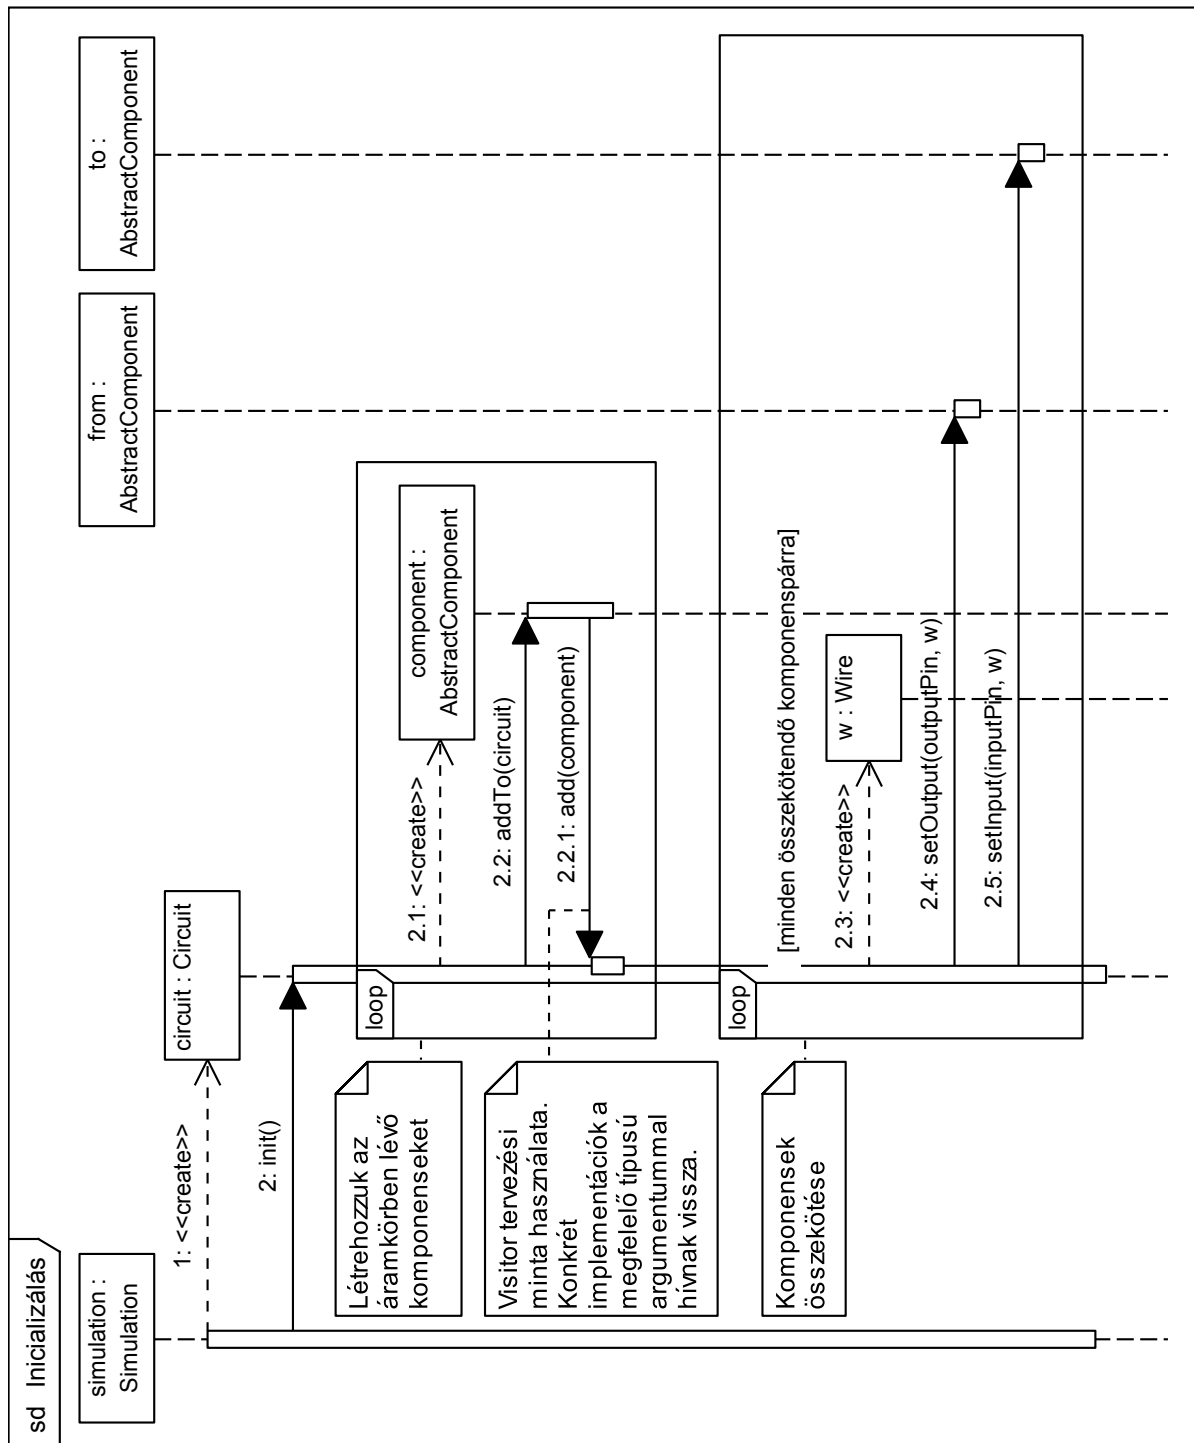 sd Inicializálás
simulation :
Simulation
circuit : Circuit
from :
AbstractComponent
to :
AbstractComponent
1: <<create>>
2: init()
loop
Létrehozzuk az
áramkörben lévő
komponenseket
component :
AbstractComponent
2.1: <<create>>
2.2: addTo(circuit)
2.2.1: add(component)
Visitor tervezési
minta használata.
Konkrét
implementációk a
megfelelő típusú
argumentummal
hívnak vissza.
loop
[minden összekötendő komponenspárra]
Komponensek
összekötése
w : Wire
2.3: <<create>>
2.4: setOutput(outputPin, w)
2.5: setInput(inputPin, w)